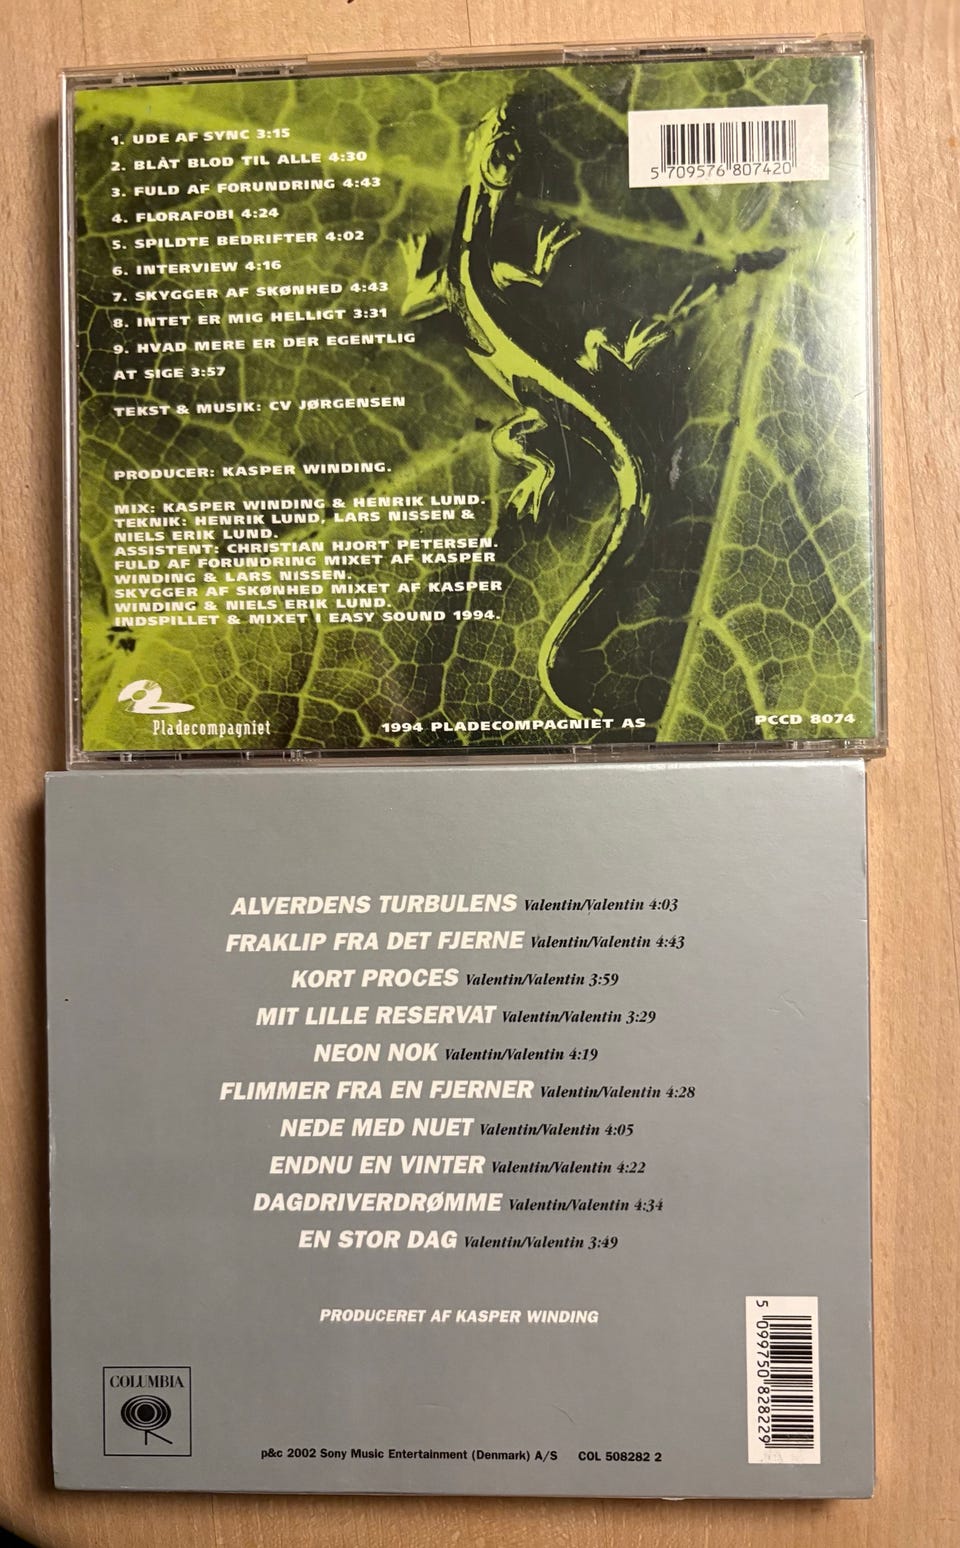 1. UDE AF SYNC 3:15
2. BLÅT BLOD TIL ALLE 4:30
3. FULD AF FORUNDRING 4:43
4. FLORAFOBI 4:24
5. SPILDTE BEDRIFTER 4:02
6. INTERVIEW 4:16
7. SKYGGER AF SKØNHED 4:43
8. INTET ER MIG HELLIGT 3:31
9. HVAD MERE ER DER EGENTLIG
AT SIGE 3:57
TEKST & MUSIK: CV JØRGENSEN
PRODUCER: KASPER WINDING.
MIX: KASPER WINDING & HENRIK LUND.
TEKNIK: HENRIK LUND, LARS NISSEN &
NIELS ERIK LUND.
ASSISTENT: CHRISTIAN HJORT PETERSEN.
FULD AF FORUNDRING MIXET AF KASPER
WINDING & LARS NISSEN.
SKYGGER AF SKØNHED MIXET AF KASPER
WINDING & NIELS ERIK LUND.
INDSPILLET & MIXET I EASY SOUND 1994.
5 709576 807420
Pladecompagniet
1994 PLADECOMPAGNIET AS
PCCD 8074
ALVERDENS TURBULENS Valentin/Valentin 4:03
FRAKLIP FRA DET FJERNE Valentin/Valentin 4:43
KORT PROCES Valentin/Valentin 3:59
MIT LILLE RESERVAT Valentin/Valentin 3:29
NEON NOK Valentin/Valentin 4:19
FLIMMER FRA EN FJERNER Valentin/Valentin 4:28
NEDE MED NUET Valentin/Valentin 4:05
ENDNU EN VINTER Valentin/Valentin 4:22
DAGDRIVERDRØMME Valentin/Valentin 4:34
EN STOR DAG Valentin/Valentin 3:49
PRODUCERET AF KASPER WINDING
5 099750 828229
COLUMBIA
p&c 2002 Sony Music Entertainment (Denmark) A/S COL 508282 2